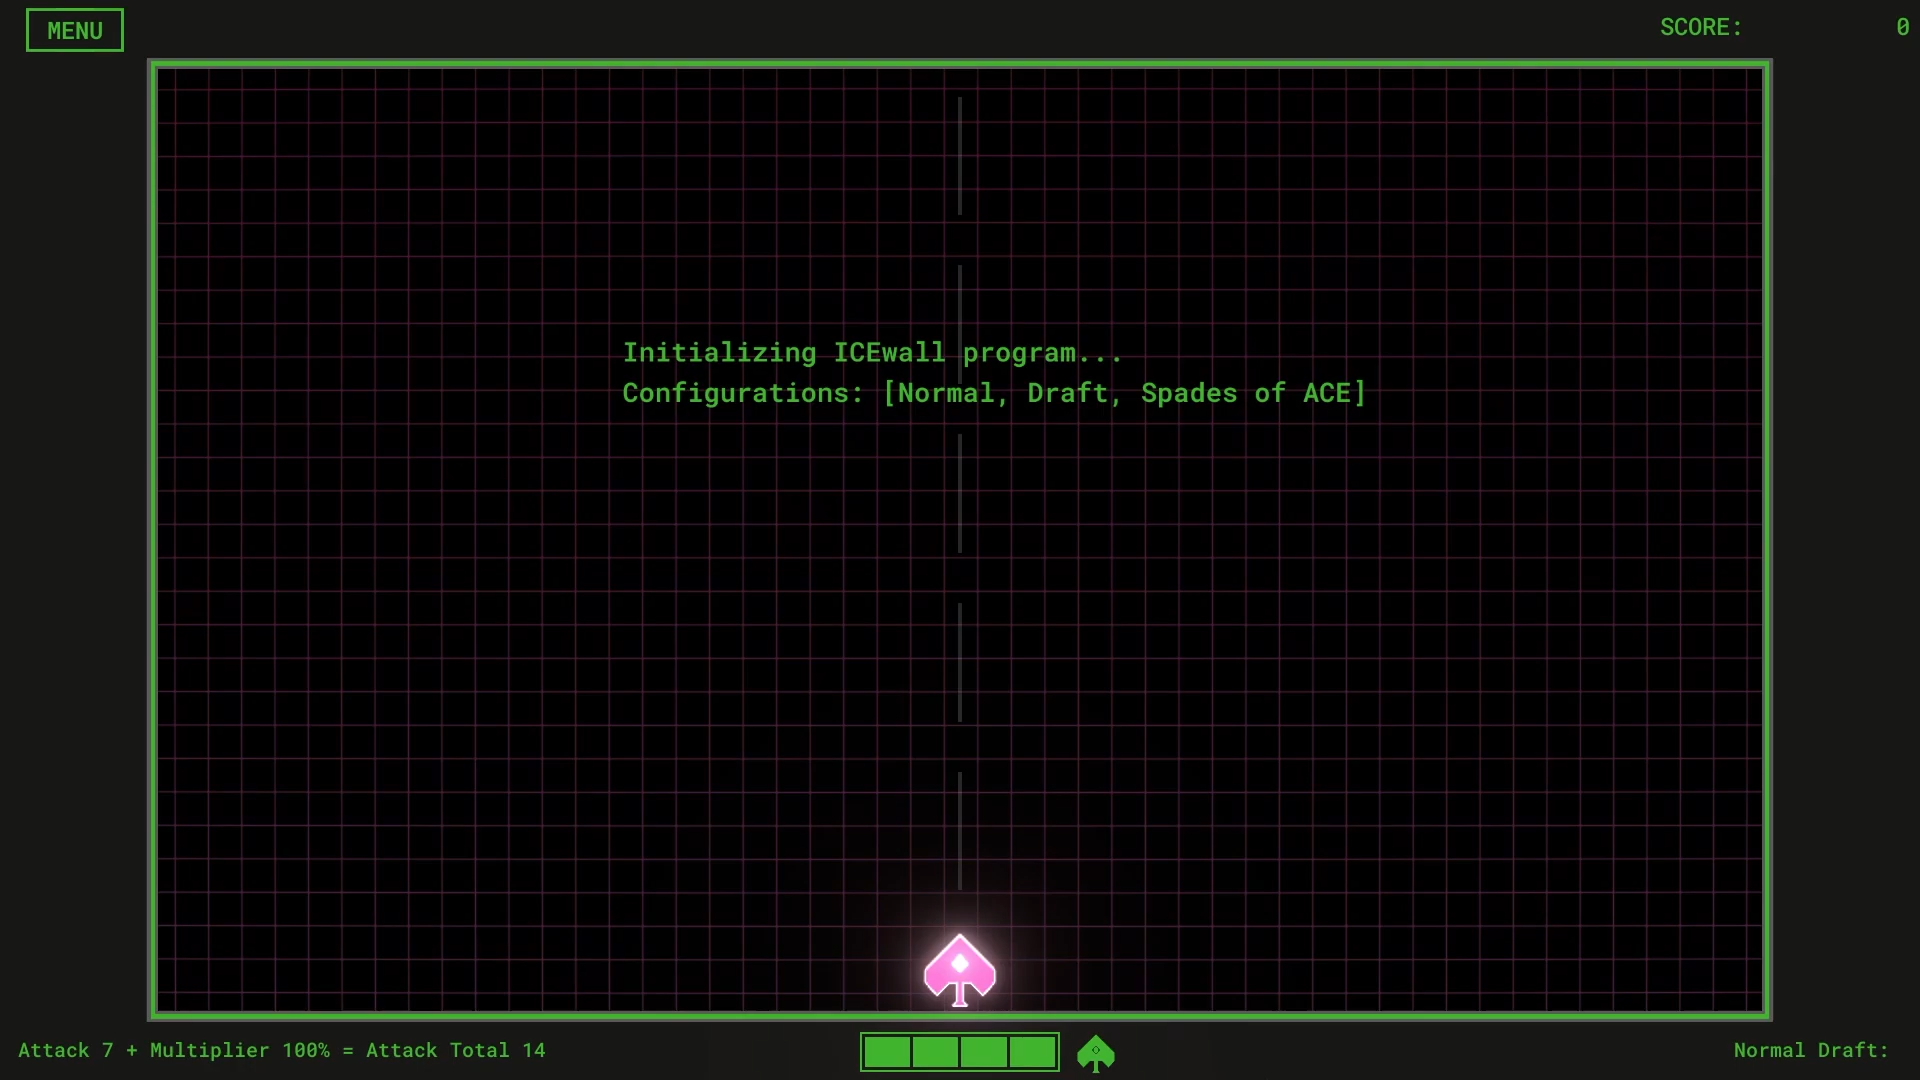 MENU
SCORE: 0
Initializing ICEwall program...
Configurations: [Normal, Draft, Spades of ACE]
Attack 7 + Multiplier 100% = Attack Total 14
Normal Draft: